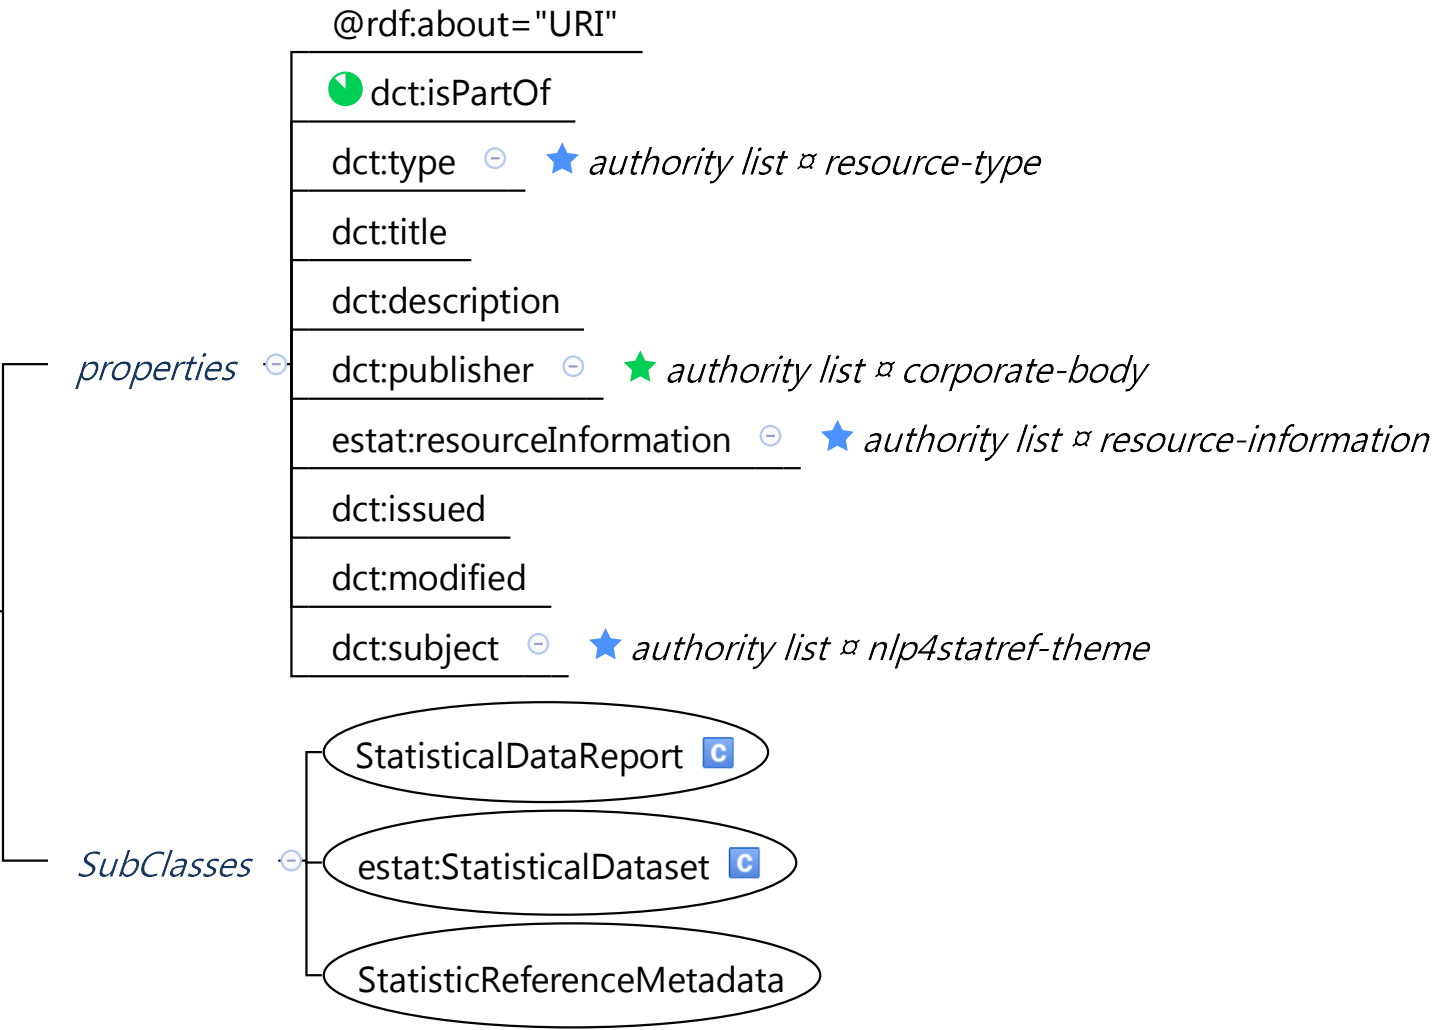 @rdf:about="URI"
dct:isPartOf
dct:type authority list ¤ resource-type
dct:title
dct:description
properties
dct:publisher authority list ¤ corporate-body
estat:resourceInformation authority list ¤ resource-information
dct:issued
dct:modified
dct:subject authority list ¤ nlp4statref-theme
StatisticalDataReport C
SubClasses
estat:StatisticalDataset C
StatisticReferenceMetadata